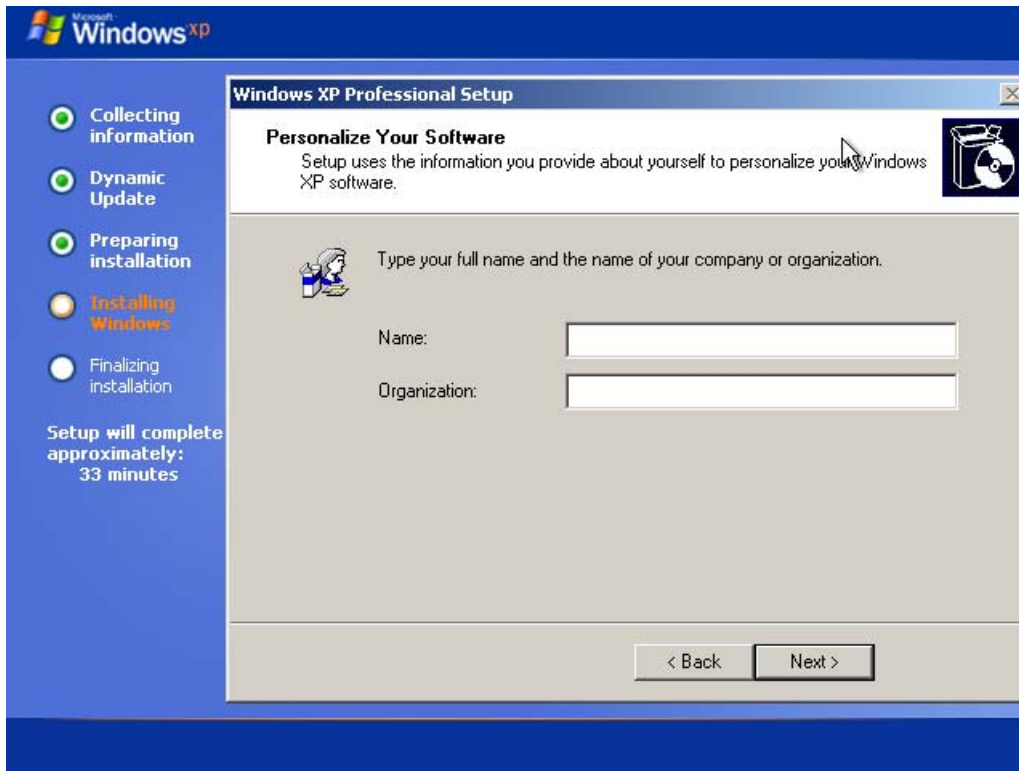 Microsoft
Windows xp
Collecting
information
Dynamic
Update
Preparing
installation
Installing
Windows
Finalizing
installation
Setup will complete
approximately:
33 minutes
Windows XP Professional Setup
Personalize Your Software
Setup uses the information you provide about yourself to personalize your Windows
XP software.
Type your full name and the name of your company or organization.
Name:
Organization:
< Back
Next >